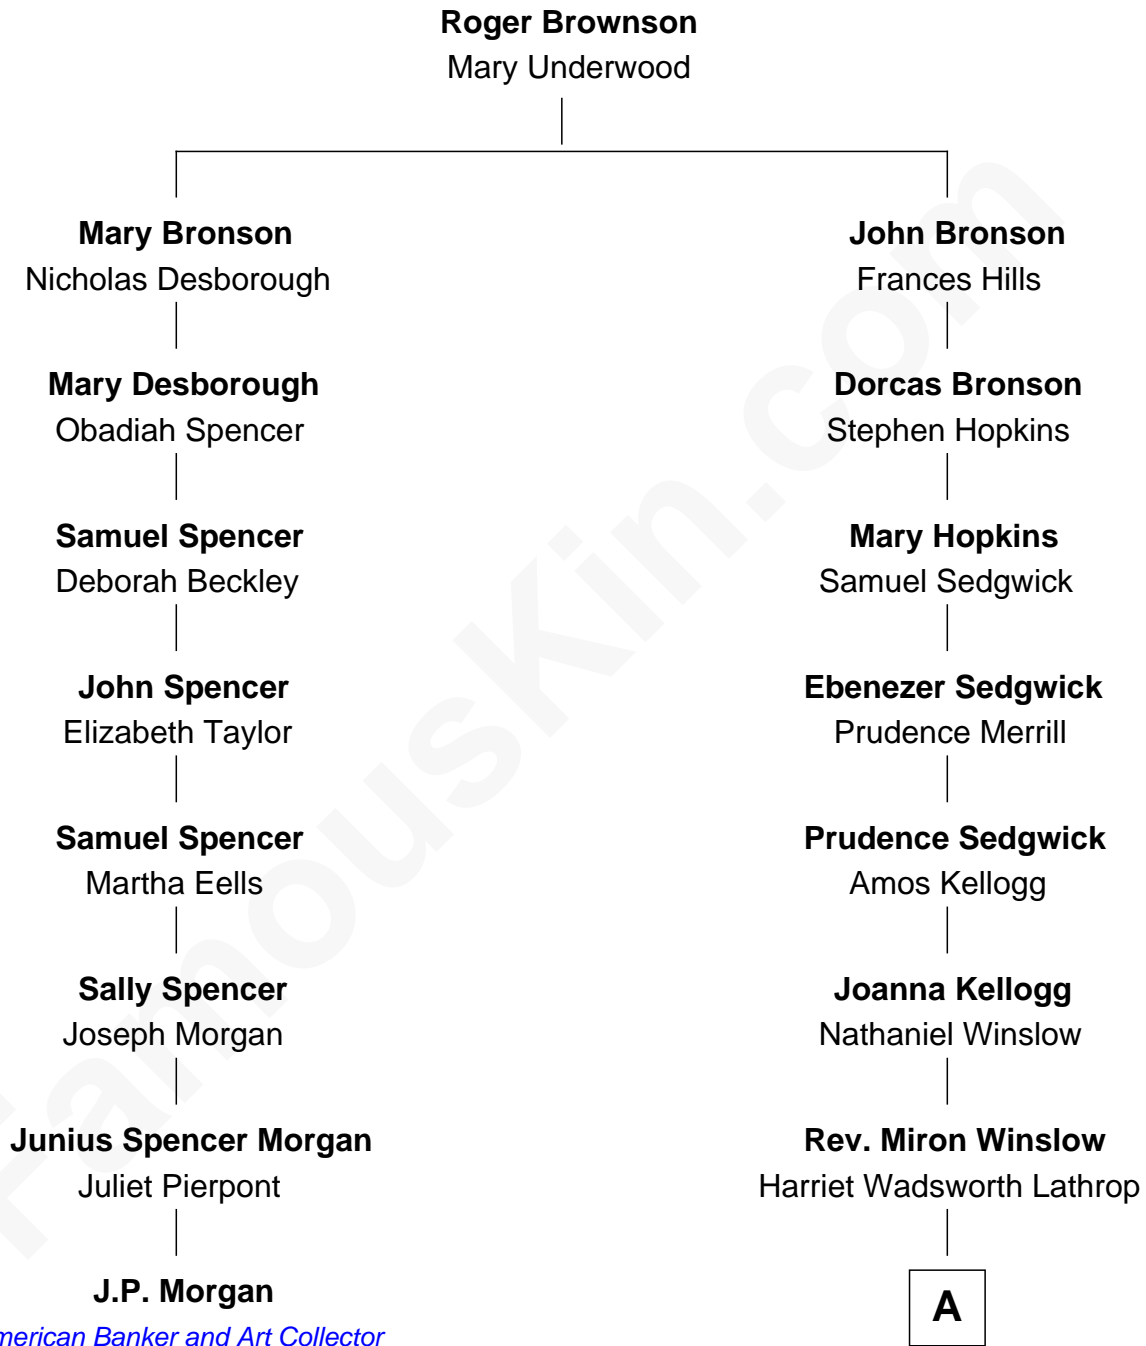 Roger Brownson
Mary Underwood
Mary Bronson
Nicholas Desborough
John Bronson
Frances Hills
Mary Desborough
Obadiah Spencer
Dorcas Bronson
Stephen Hopkins
Samuel Spencer
Deborah Beckley
Mary Hopkins
Samuel Sedgwick
John Spencer
Elizabeth Taylor
Ebenezer Sedgwick
Prudence Merrill
Samuel Spencer
Martha Eells
Prudence Sedgwick
Amos Kellogg
Sally Spencer
Joseph Morgan
Joanna Kellogg
Nathaniel Winslow
Junius Spencer Morgan
Juliet Pierpont
Rev. Miron Winslow
Harriet Wadsworth Lathrop
J.P. Morgan
merican Banker and Art Collector
A
FamousKin.com